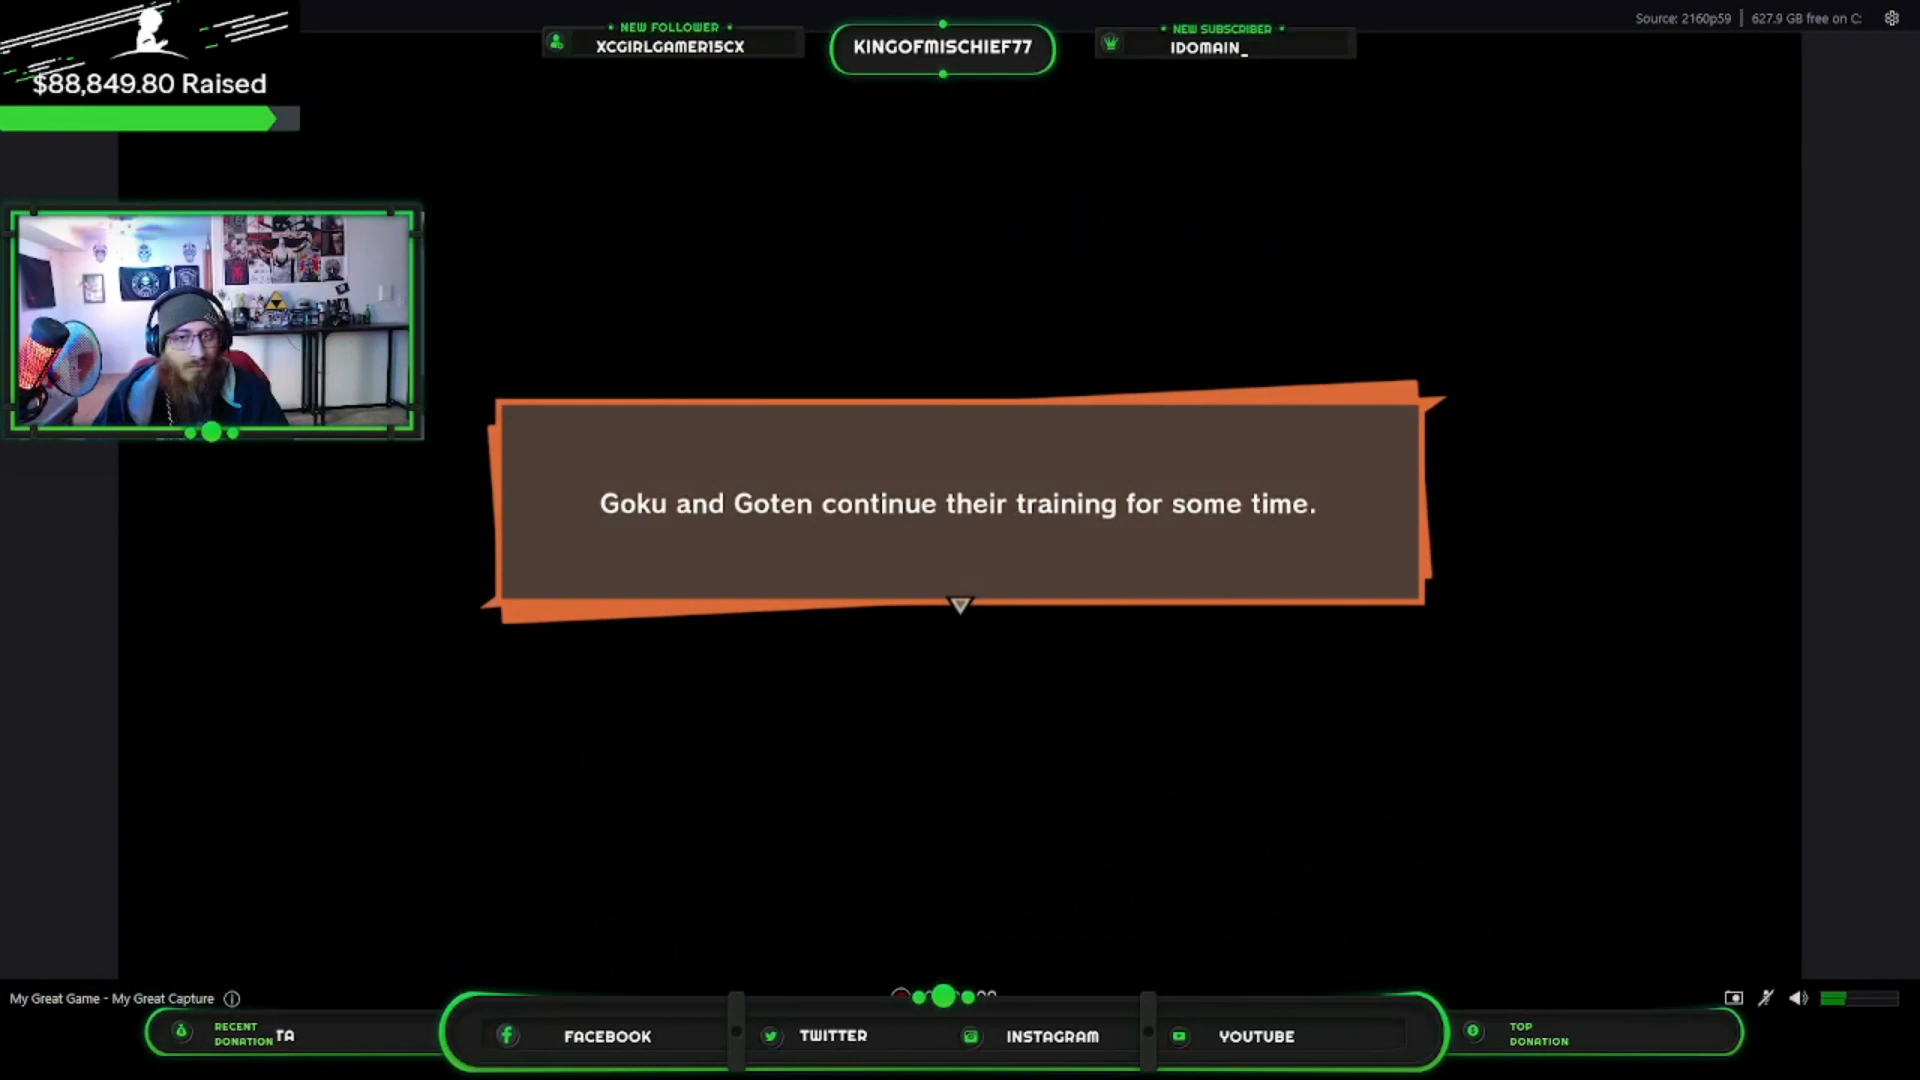 Source: 2160p59 | 627.9 GB free on C:
NEW FOLLOWER
XCGIRLGAMER15CX
KINGOFMISCHIEF77
NEW SUBSCRIBER
IDOMAIN_
$88,849.80 Raised
Goku and Goten continue their training for some time.
My Great Game - My Great Capture
RECENT
DONATION TA
FACEBOOK
TWITTER
INSTAGRAM
YOUTUBE
TOP
DONATION